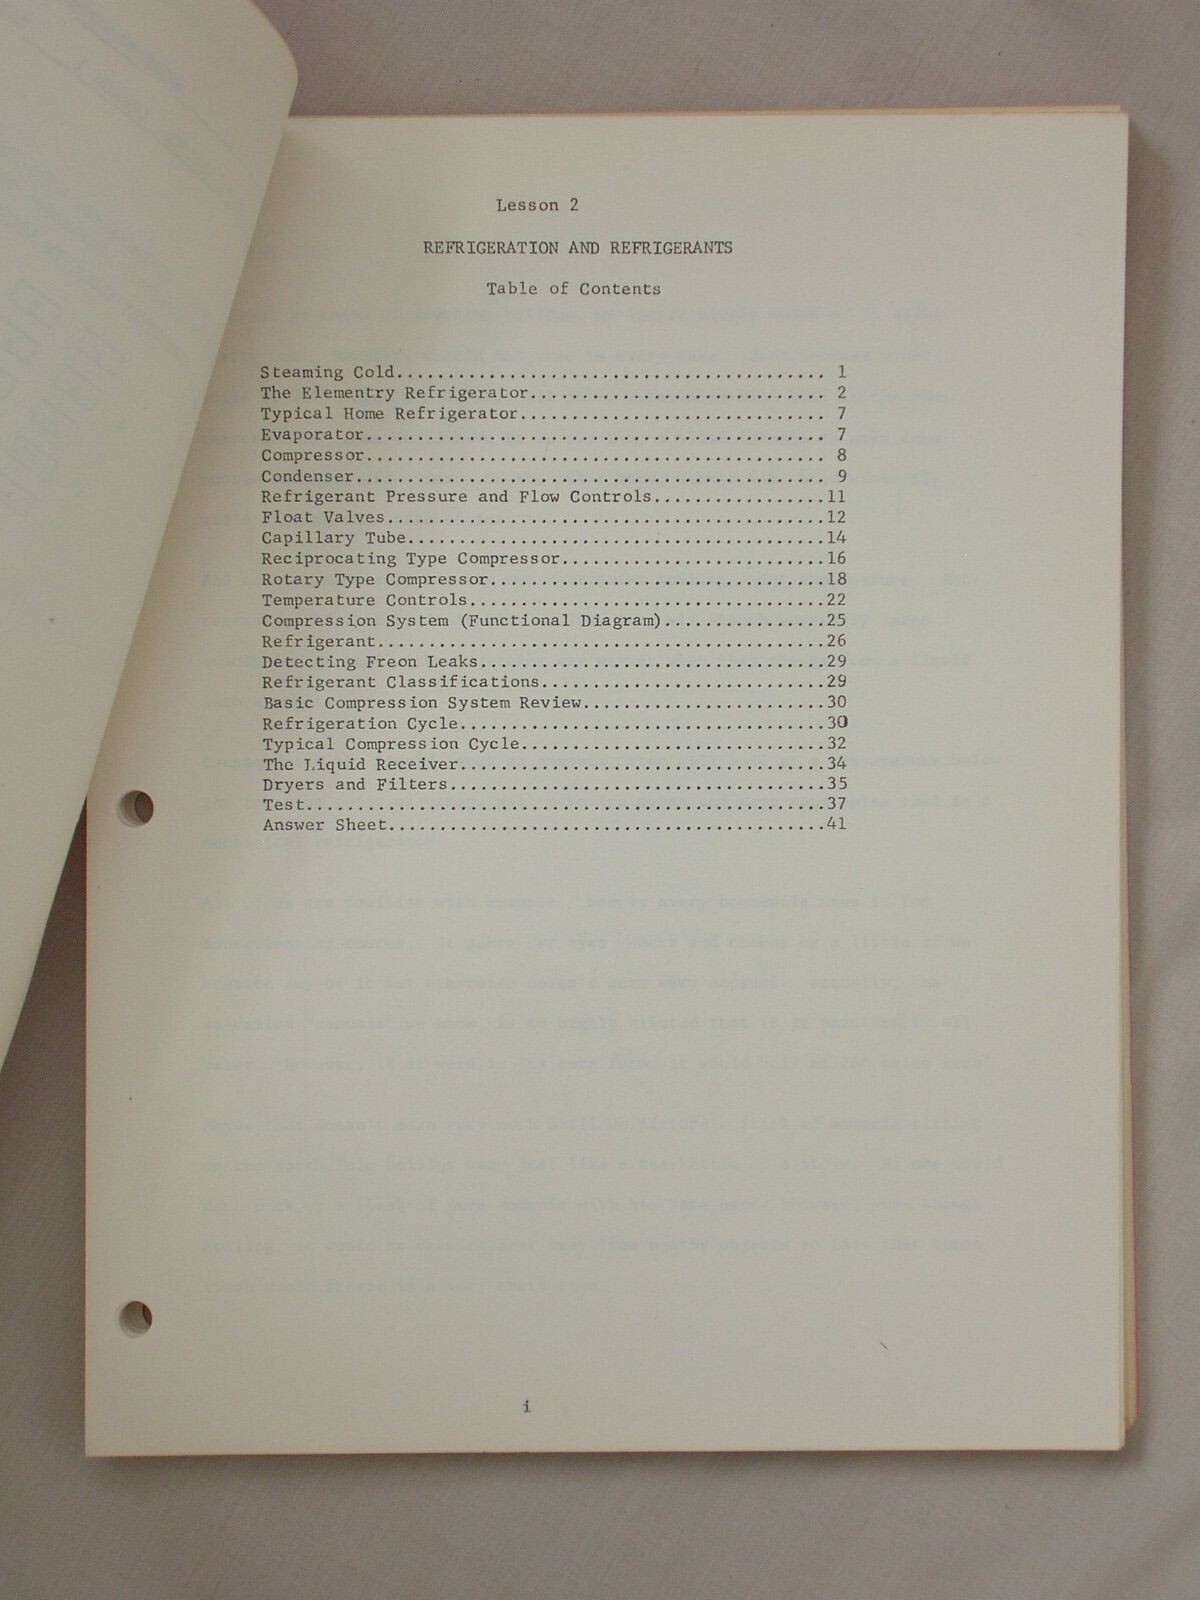 Lesson 2
REFRIGERATION AND REFRIGERANTS
Table of Contents
Steaming Cold.......................................... 1
The Elementry Refrigerator............................. 2
Typical Home Refrigerator.............................. 7
Evaporator............................................. 7
Compressor............................................. 8
Condenser.............................................. 9
Refrigerant Pressure and Flow Controls.................11
Float Valves...........................................12
Capillary Tube.........................................14
Reciprocating Type Compressor..........................16
Rotary Type Compressor.................................18
Temperature Controls...................................22
Compression System (Functional Diagram)................25
Refrigerant............................................26
Detecting Freon Leaks..................................29
Refrigerant Classifications............................29
Basic Compression System Review........................30
Refrigeration Cycle....................................30
Typical Compression Cycle..............................32
The Liquid Receiver....................................34
Dryers and Filters.....................................35
Test...................................................37
Answer Sheet...........................................41
i